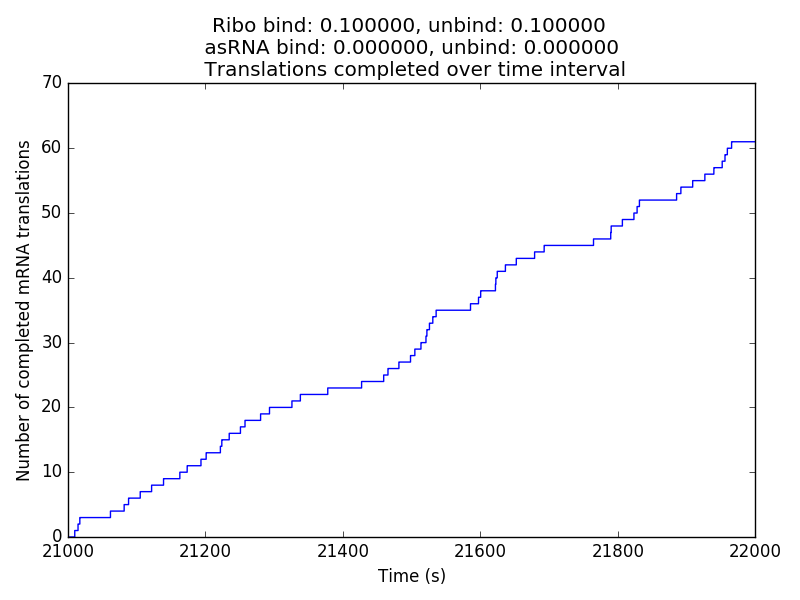 Ribo bind: 0.100000, unbind: 0.100000
asRNA bind: 0.000000, unbind: 0.000000
Translations completed over time interval
70
60
50
40
30
20
10
0
Number of completed mRNA translations
21000 21200 21400 21600 21800 22000
Time (s)